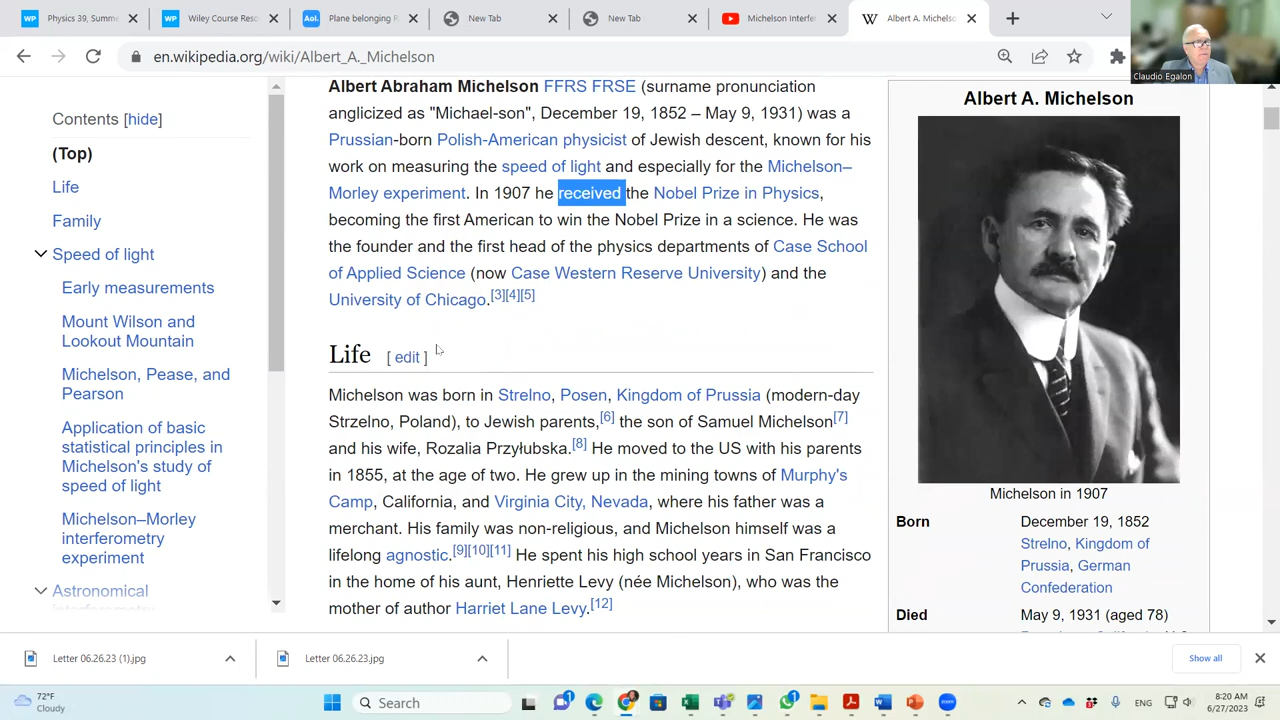 Physics 39, Summe
Wiley Course Reso
Aol.
Plane belonging
New Tab
New Tab
Michelson Interfe
W
Albert A. Michelso
en.wikipedia.org/wiki/Albert_A._Michelson
Claudio Egalon
Contents [hide]
(Top)
Life
Family
Speed of light
Early measurements
Mount Wilson and
Lookout Mountain
Michelson, Pease, and
Pearson
Application of basic
statistical principles in
Michelson's study of
speed of light
Michelson–Morley
interferometry
experiment
Astronomical
interferometry
Albert Abraham Michelson FFRS FRSE (surname pronunciation
anglicized as "Michael-son", December 19, 1852 – May 9, 1931) was a
Prussian-born Polish-American physicist of Jewish descent, known for his
work on measuring the speed of light and especially for the Michelson–
Morley experiment. In 1907 he received the Nobel Prize in Physics,
becoming the first American to win the Nobel Prize in a science. He was
the founder and the first head of the physics departments of Case School
of Applied Science (now Case Western Reserve University) and the
University of Chicago.[3][4][5]
Life [ edit ]
Michelson was born in Strelno, Posen, Kingdom of Prussia (modern-day
Strzelno, Poland), to Jewish parents,[6] the son of Samuel Michelson[7]
and his wife, Rozalia Przyłubska.[8] He moved to the US with his parents
in 1855, at the age of two. He grew up in the mining towns of Murphy's
Camp, California, and Virginia City, Nevada, where his father was a
merchant. His family was non-religious, and Michelson himself was a
lifelong agnostic.[9][10][11] He spent his high school years in San Francisco
in the home of his aunt, Henriette Levy (née Michelson), who was the
mother of author Harriet Lane Levy.[12]
Albert A. Michelson
Michelson in 1907
Born December 19, 1852
Strelno, Kingdom of
Prussia, German
Confederation
Died May 9, 1931 (aged 78)
Letter 06.26.23 (1).jpg
Letter 06.26.23.jpg
Show all
72°F
Cloudy
Search
ENG
8:20 AM
6/27/2023